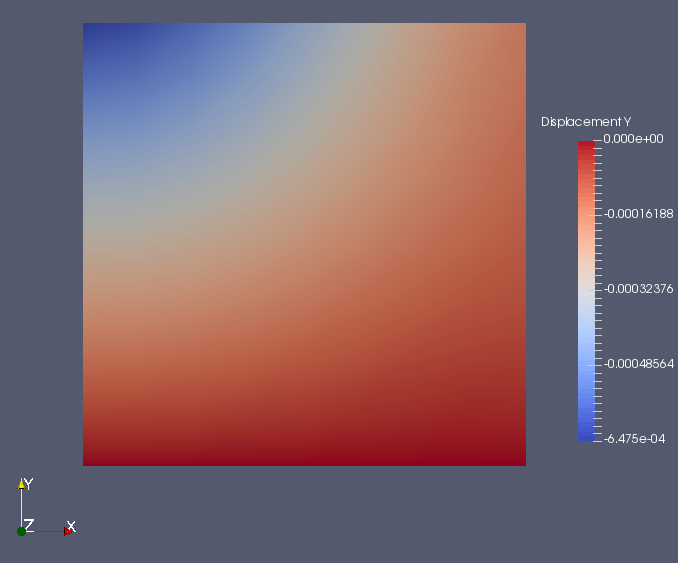 Displacement Y
0.000e+00
-0.00016188
-0.00032376
-0.00048564
-6.475e-04
Y
Z
X